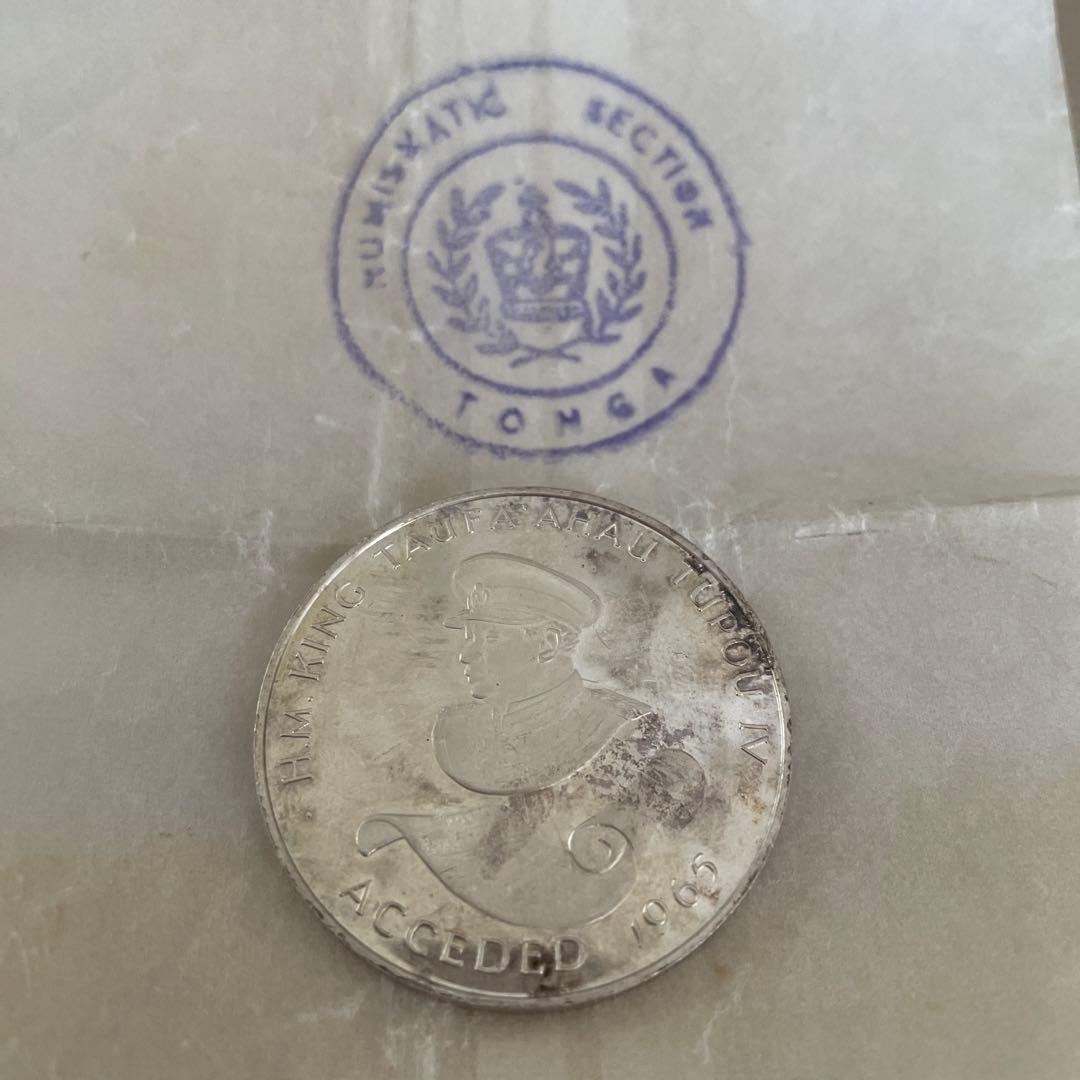 NUMISMATIC SECTION
TONGA
H.M. KING TAUFA'AHAU TUPOU IV
ACCEDED 1965